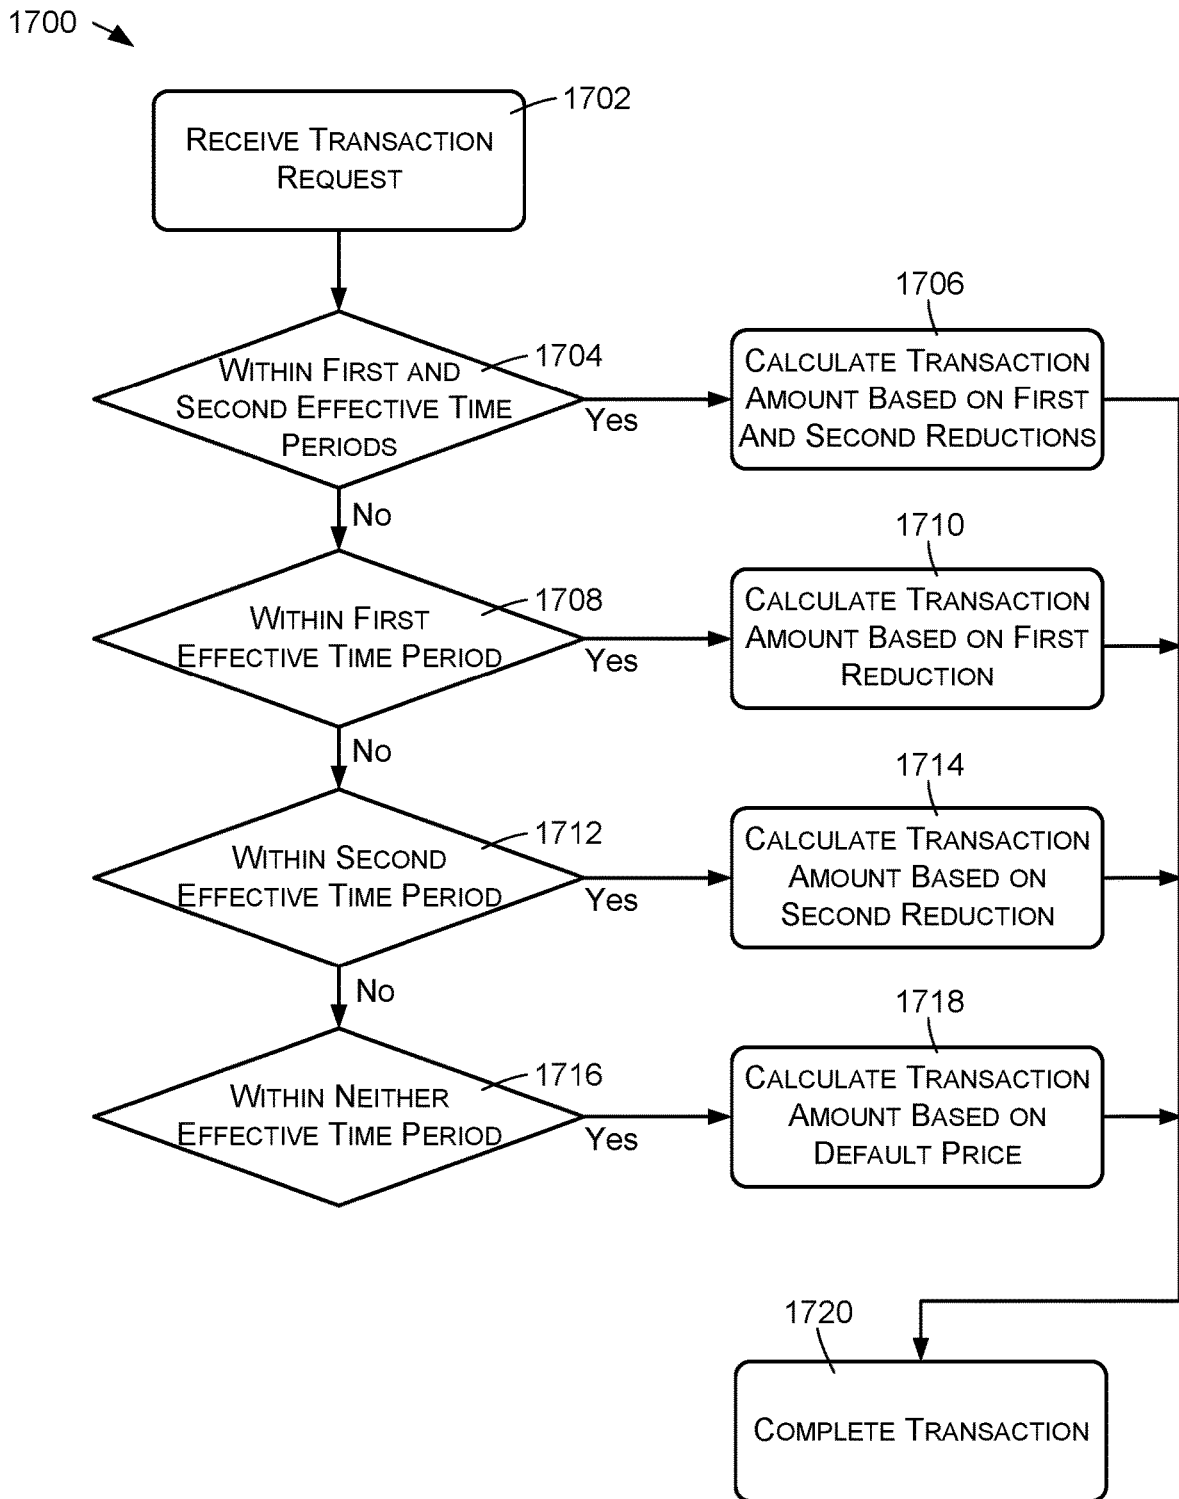 1700
1702
RECEIVE TRANSACTION
REQUEST
1704
WITHIN FIRST AND
SECOND EFFECTIVE TIME
PERIODS
Yes
No
1706
CALCULATE TRANSACTION
AMOUNT BASED ON FIRST
AND SECOND REDUCTIONS
1708
WITHIN FIRST
EFFECTIVE TIME PERIOD
Yes
No
1710
CALCULATE TRANSACTION
AMOUNT BASED ON FIRST
REDUCTION
1712
WITHIN SECOND
EFFECTIVE TIME PERIOD
Yes
No
1714
CALCULATE TRANSACTION
AMOUNT BASED ON
SECOND REDUCTION
1716
WITHIN NEITHER
EFFECTIVE TIME PERIOD
Yes
1718
CALCULATE TRANSACTION
AMOUNT BASED ON
DEFAULT PRICE
1720
COMPLETE TRANSACTION